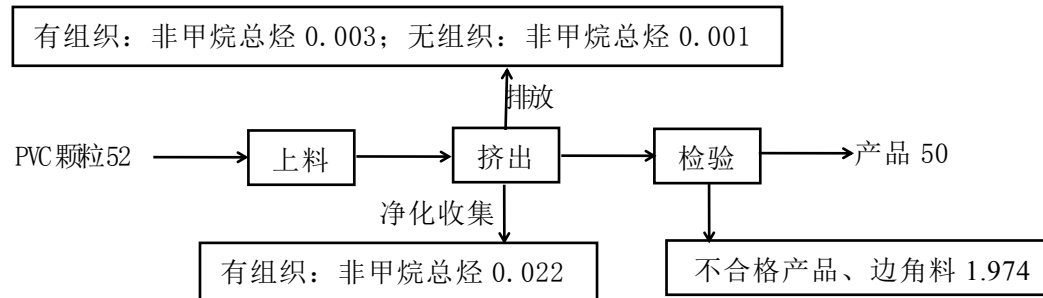 有组织：非甲烷总烃 0.003；无组织：非甲烷总烃 0.001
排放
PVC 颗粒 52
上料
挤出
检验
产品 50
净化收集
有组织：非甲烷总烃 0.022
不合格产品、边角料 1.974